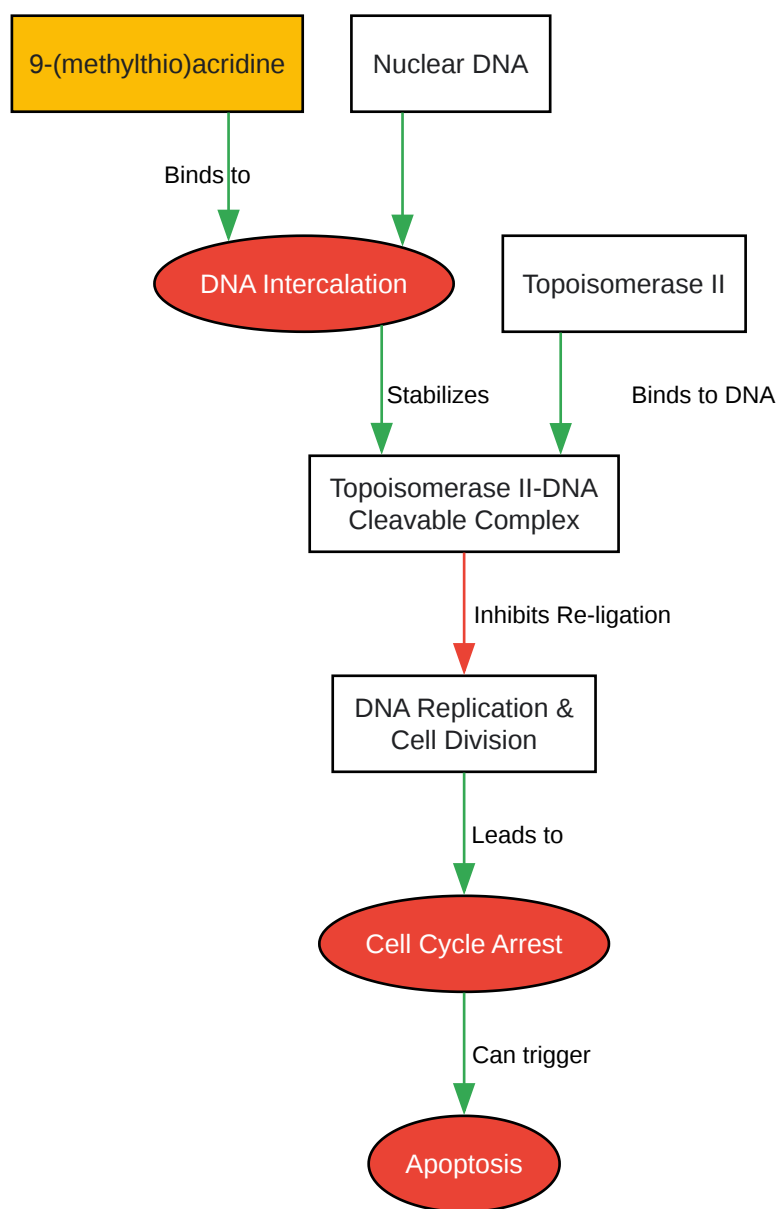 9-(methylthio)acridine
Nuclear DNA
Binds to
DNA Intercalation
Topoisomerase II
Stabilizes
Binds to DNA
Topoisomerase II-DNA
Cleavable Complex
Inhibits Re-ligation
DNA Replication &
Cell Division
Leads to
Cell Cycle Arrest
Can trigger
Apoptosis